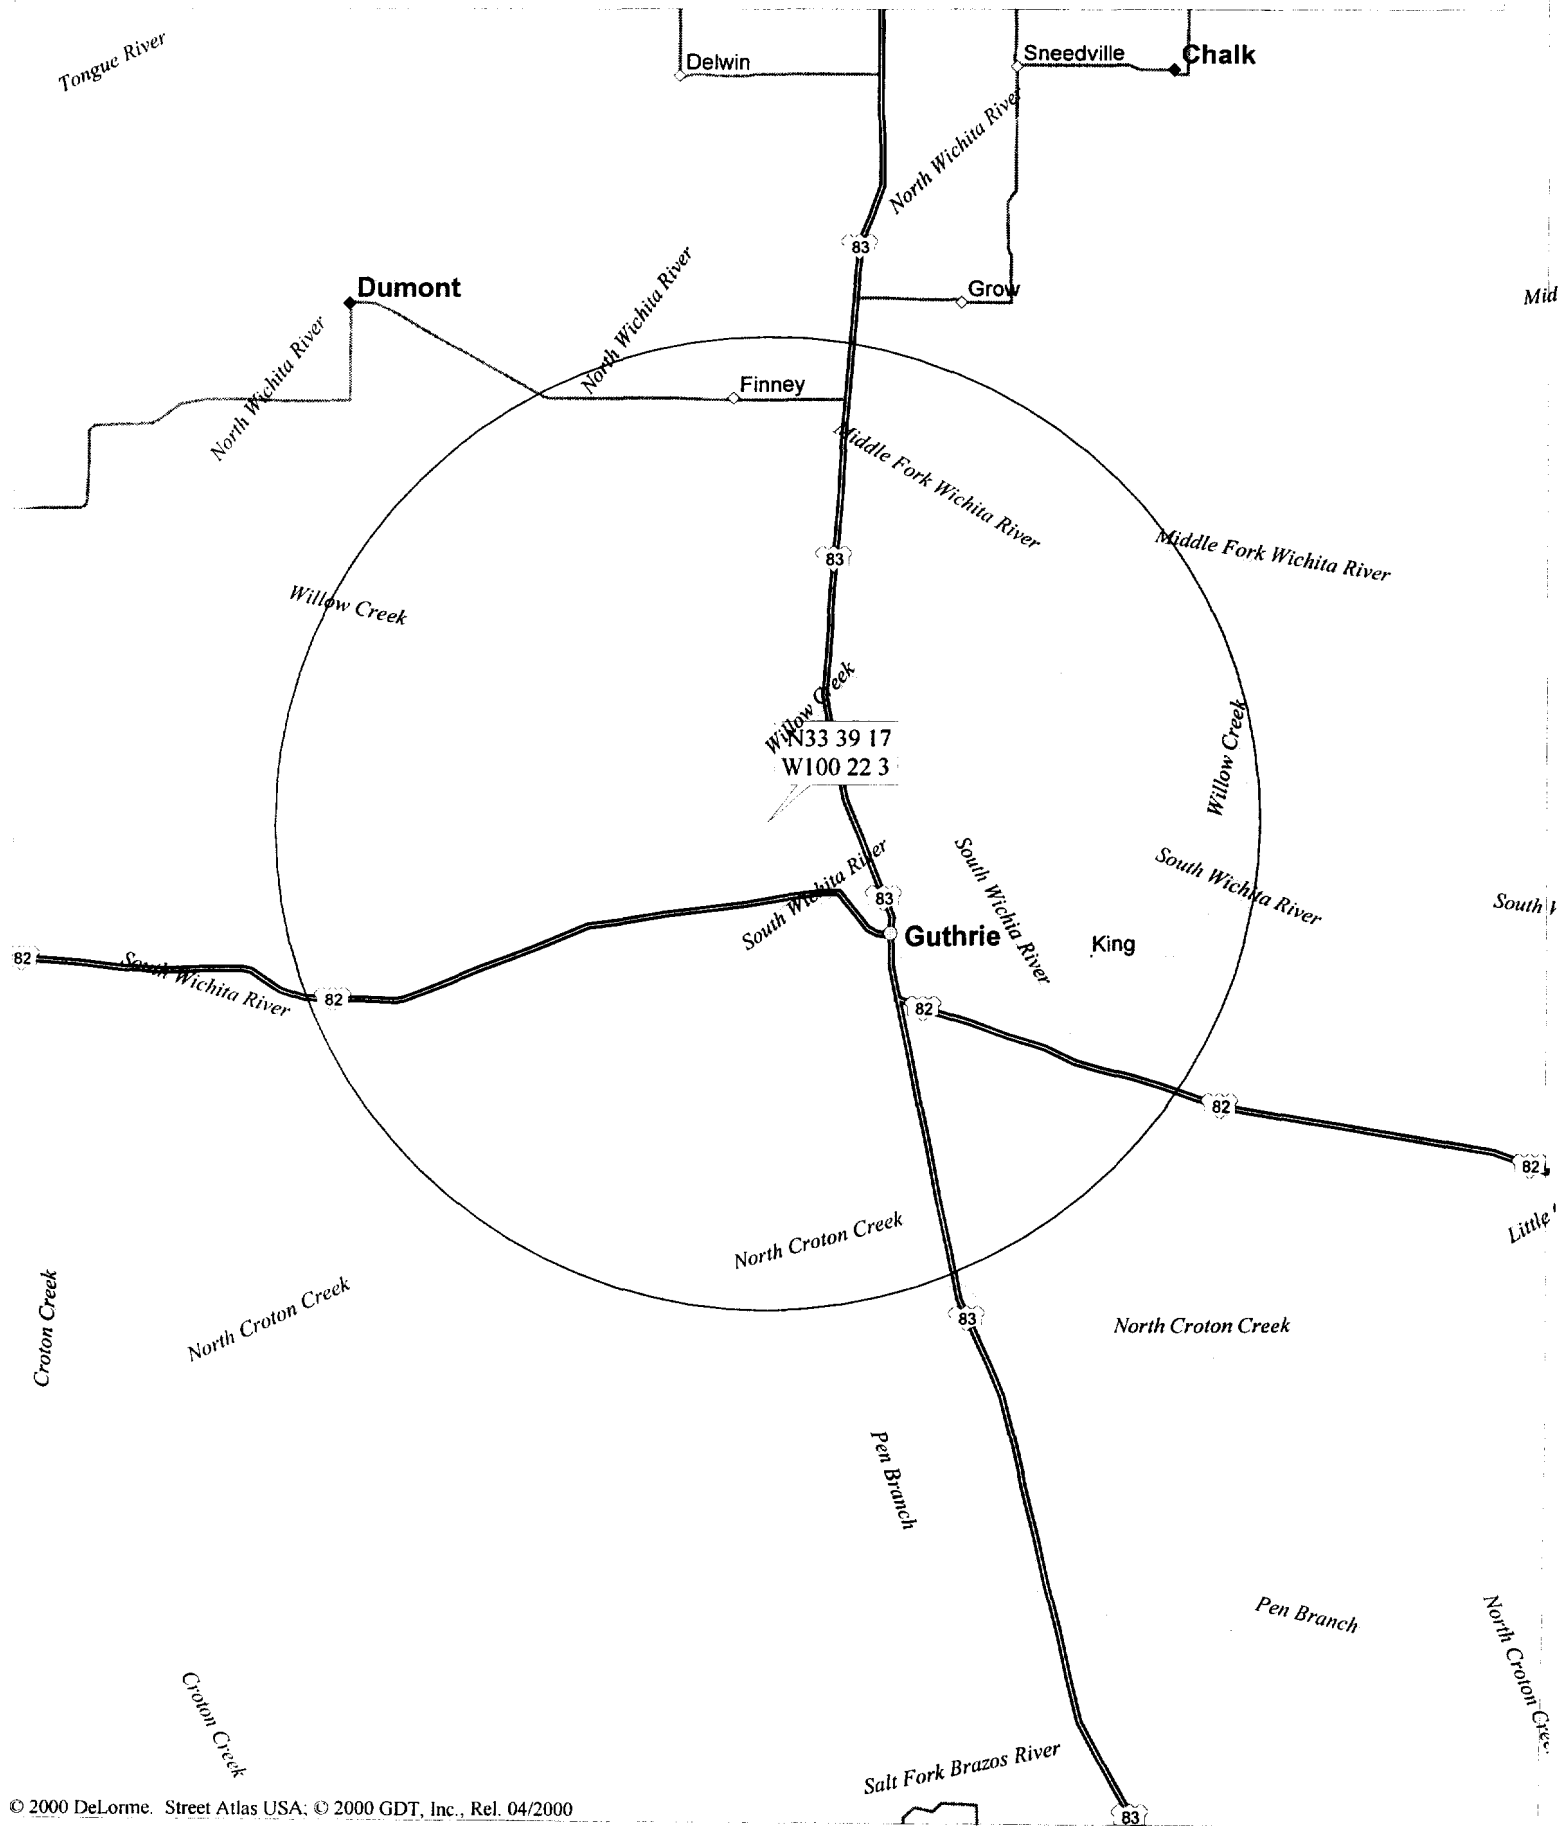 Tongue River
Delwin
Sneedville
Chalk
North Wichita River
83
Dumont
North Wichita River
Grow
Mid
North Wichita River
Finney
Middle Fork Wichita River
Middle Fork Wichita River
83
Willow Creek
Willow Creek
Willow Creek
N33 39 17
W100 22 3
South Wichita River
South Wichita River
South Wichita River
South
83
Guthrie
King
82
South Wichita River
82
82
82
82
Little
North Croton Creek
North Croton Creek
Croton Creek
83
North Croton Creek
Pen Branch
Pen Branch
North Croton Cree
Croton Creek
Salt Fork Brazos River
© 2000 DeLorme. Street Atlas USA; © 2000 GDT, Inc., Rel. 04/2000
83